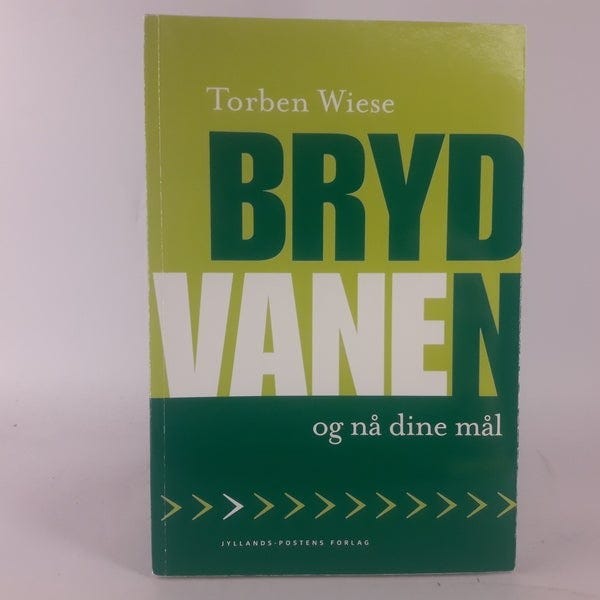 Torben Wiese
BRYD
VANEN
og nå dine mål
JYLLANDS-POSTENS FORLAG